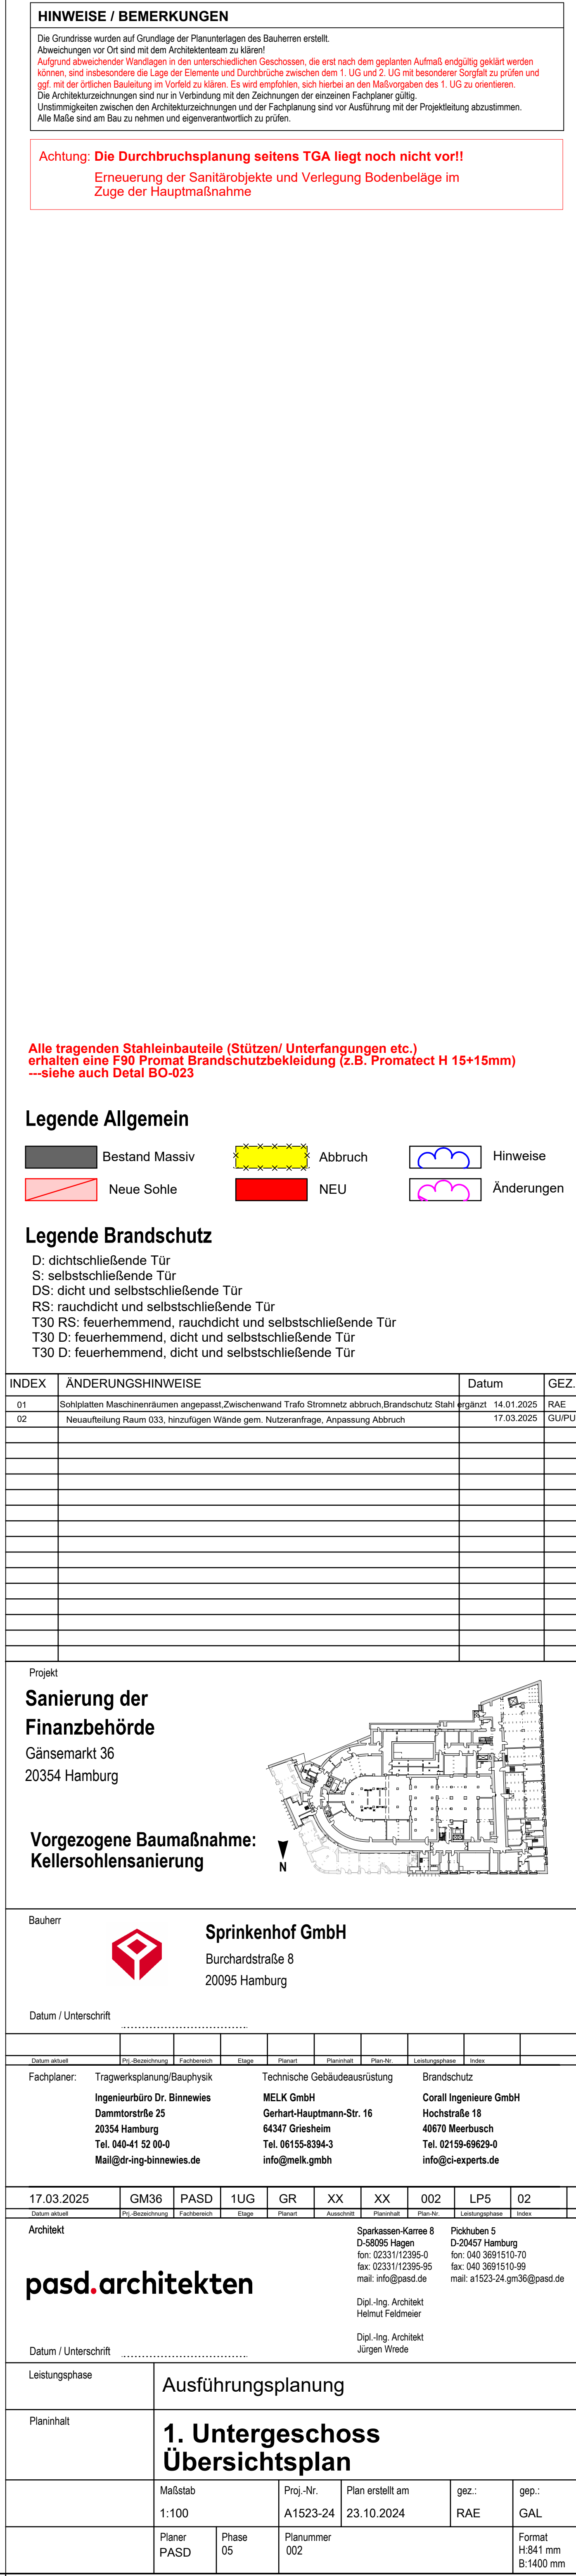 HINWEISE / BEMERKUNGEN
Die Grundrisse wurden auf Grundlage der Planunterlagen des Bauherren erstellt.
Abweichungen vor Ort sind mit dem Architektenteam zu klären!
Aufgrund abweichender Wandlagen in den unterschiedlichen Geschossen, die erst nach dem geplanten Aufmaß endgültig geklärt werden
können, sind insbesondere die Lage der Elemente und Durchbrüche zwischen dem 1. UG und 2. UG mit besonderer Sorgfalt zu prüfen und
ggf. mit der örtlichen Bauleitung im Vorfeld zu klären. Es wird empfohlen, sich hierbei an den Maßvorgaben des 1. UG zu orientieren.
Die Architekturzeichnungen sind nur in Verbindung mit den Zeichnungen der einzeinen Fachplaner gültig.
Unstimmigkeiten zwischen den Architekturzeichnungen und der Fachplanung sind vor Ausführung mit der Projektleitung abzustimmen.
Alle Maße sind am Bau zu nehmen und eigenverantwortlich zu prüfen.
Achtung: Die Durchbruchsplanung seitens TGA liegt noch nicht vor!!
Erneuerung der Sanitärobjekte und Verlegung Bodenbeläge im
Zuge der Hauptmaßnahme
Alle tragenden Stahleinbauteile (Stützen/ Unterfangungen etc.)
erhalten eine F90 Promat Brandschutzbekleidung (z.B. Promatect H 15+15mm)
---siehe auch Detal BO-023
Legende Allgemein
Bestand Massiv
Abbruch
Hinweise
Neue Sohle
NEU
Änderungen
Legende Brandschutz
D: dichtschließende Tür
S: selbstschließende Tür
DS: dicht und selbstschließende Tür
RS: rauchdicht und selbstschließende Tür
T30 RS: feuerhemmend, rauchdicht und selbstschließende Tür
T30 D: feuerhemmend, dicht und selbstschließende Tür
T30 D: feuerhemmend, dicht und selbstschließende Tür
INDEX ÄNDERUNGSHINWEISE Datum GEZ.
01 Sohlplatten Maschinenräumen angepasst,Zwischenwand Trafo Stromnetz abbruch,Brandschutz Stahl ergänzt 14.01.2025 RAE
02 Neuaufteilung Raum 033, hinzufügen Wände gem. Nutzeranfrage, Anpassung Abbruch 17.03.2025 GU/PU
Projekt
Sanierung der
Finanzbehörde
Gänsemarkt 36
20354 Hamburg
Vorgezogene Baumaßnahme:
Kellersohlensanierung
N
Bauherr
Sprinkenhof GmbH
Burchardstraße 8
20095 Hamburg
Datum / Unterschrift
Datum aktuell Prj.-Bezeichnung Fachbereich Etage Planart Planinhalt Plan-Nr. Leistungsphase Index
Fachplaner: Tragwerksplanung/Bauphysik Technische Gebäudeausrüstung Brandschutz
Ingenieurbüro Dr. Binnewies MELK GmbH Corall Ingenieure GmbH
Dammtorstrße 25 Gerhart-Hauptmann-Str. 16 Hochstraße 18
20354 Hamburg 64347 Griesheim 40670 Meerbusch
Tel. 040-41 52 00-0 Tel. 06155-8394-3 Tel. 02159-69629-0
Mail@dr-ing-binnewies.de info@melk.gmbh info@ci-experts.de
17.03.2025 GM36 PASD 1UG GR XX XX 002 LP5 02
Datum aktuell Prj.-Bezeichnung Fachbereich Etage Planart Ausschnitt Planinhalt Plan-Nr. Leistungsphase Index
Architekt
pasd.architekten
Sparkassen-Karree 8 Pickhuben 5
D-58095 Hagen D-20457 Hamburg
fon: 02331/12395-0 fon: 040 3691510-70
fax: 02331/12395-95 fax: 040 3691510-99
mail: info@pasd.de mail: a1523-24.gm36@pasd.de
Dipl.-Ing. Architekt
Helmut Feldmeier
Dipl.-Ing. Architekt
Jürgen Wrede
Datum / Unterschrift
Leistungsphase
Ausführungsplanung
Planinhalt
1. Untergeschoss
Übersichtsplan
Maßstab Proj.-Nr. Plan erstellt am gez.: gep.:
1:100 A1523-24 23.10.2024 RAE GAL
Planer Phase Planummer Format
PASD 05 002 H:841 mm
B:1400 mm